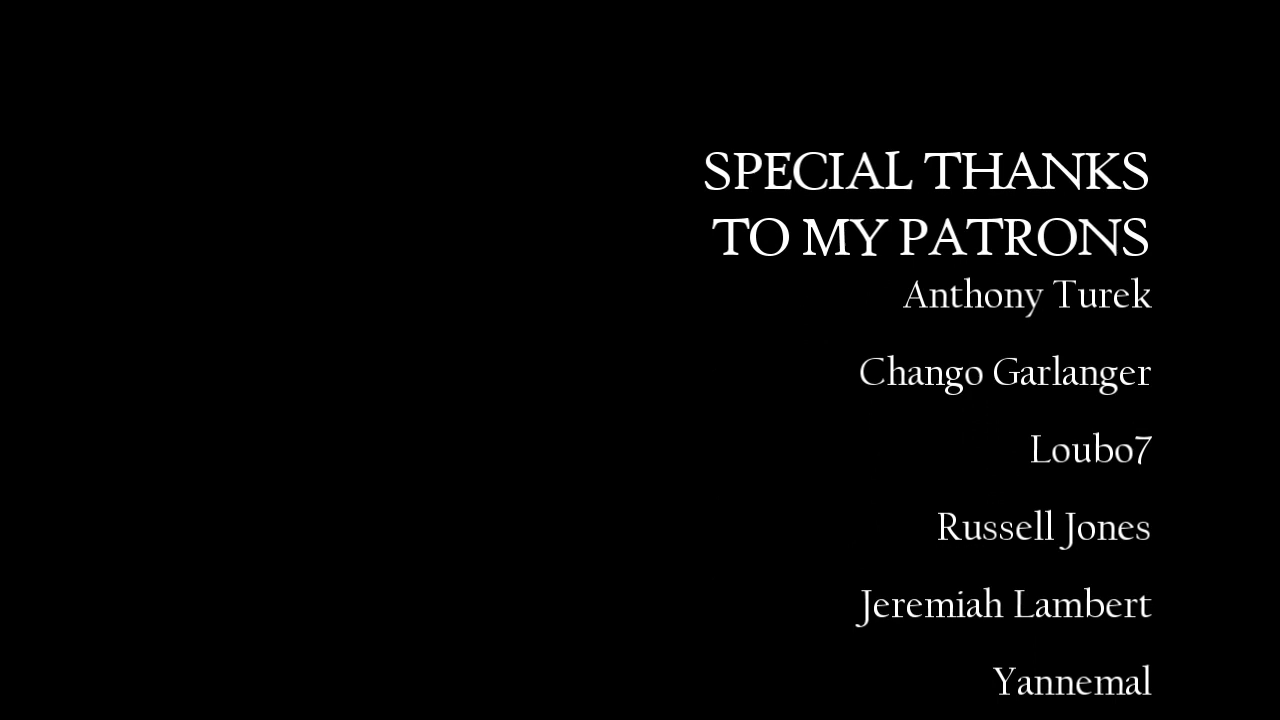 SPECIAL THANKS
TO MY PATRONS
Anthony Turek
Chango Garlanger
Loubo7
Russell Jones
Jeremiah Lambert
Yannemal